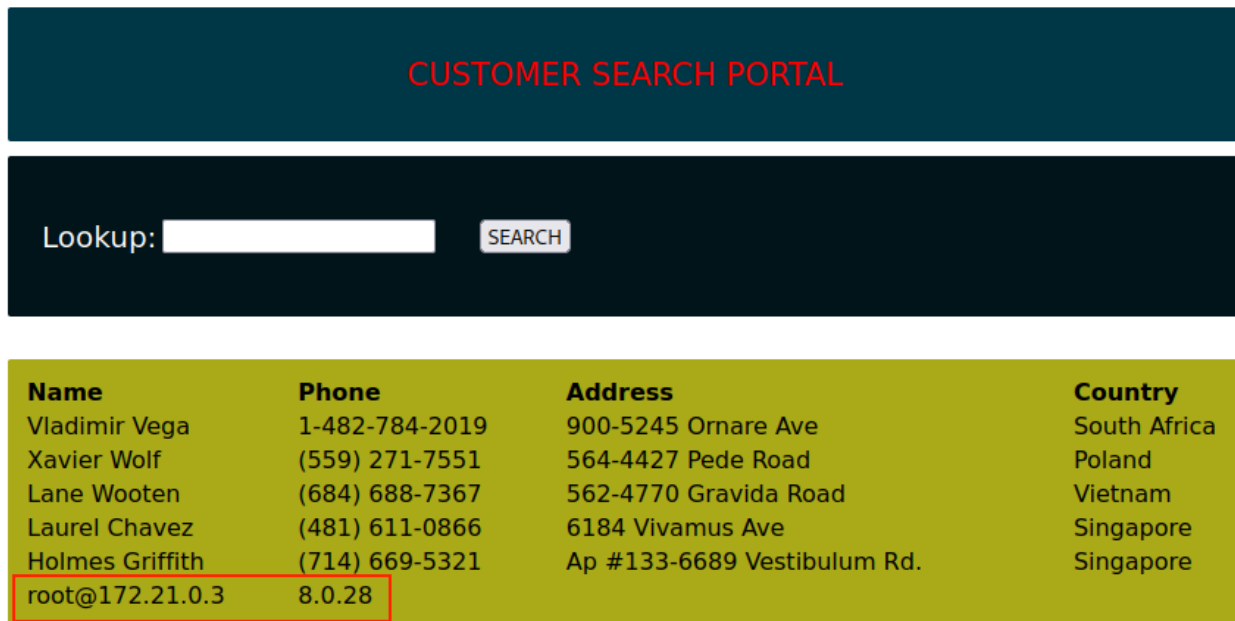 CUSTOMER SEARCH PORTAL
Lookup: SEARCH
Name Phone Address Country
Vladimir Vega 1-482-784-2019 900-5245 Ornare Ave South Africa
Xavier Wolf (559) 271-7551 564-4427 Pede Road Poland
Lane Wooten (684) 688-7367 562-4770 Gravida Road Vietnam
Laurel Chavez (481) 611-0866 6184 Vivamus Ave Singapore
Holmes Griffith (714) 669-5321 Ap #133-6689 Vestibulum Rd. Singapore
root@172.21.0.3 8.0.28